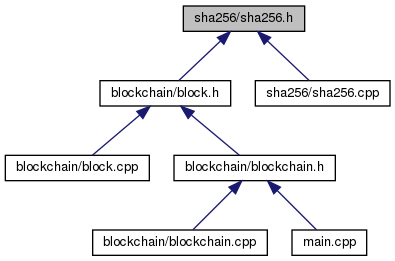 sha256/sha256.h
blockchain/block.h
sha256/sha256.cpp
blockchain/block.cpp
blockchain/blockchain.h
blockchain/blockchain.cpp
main.cpp